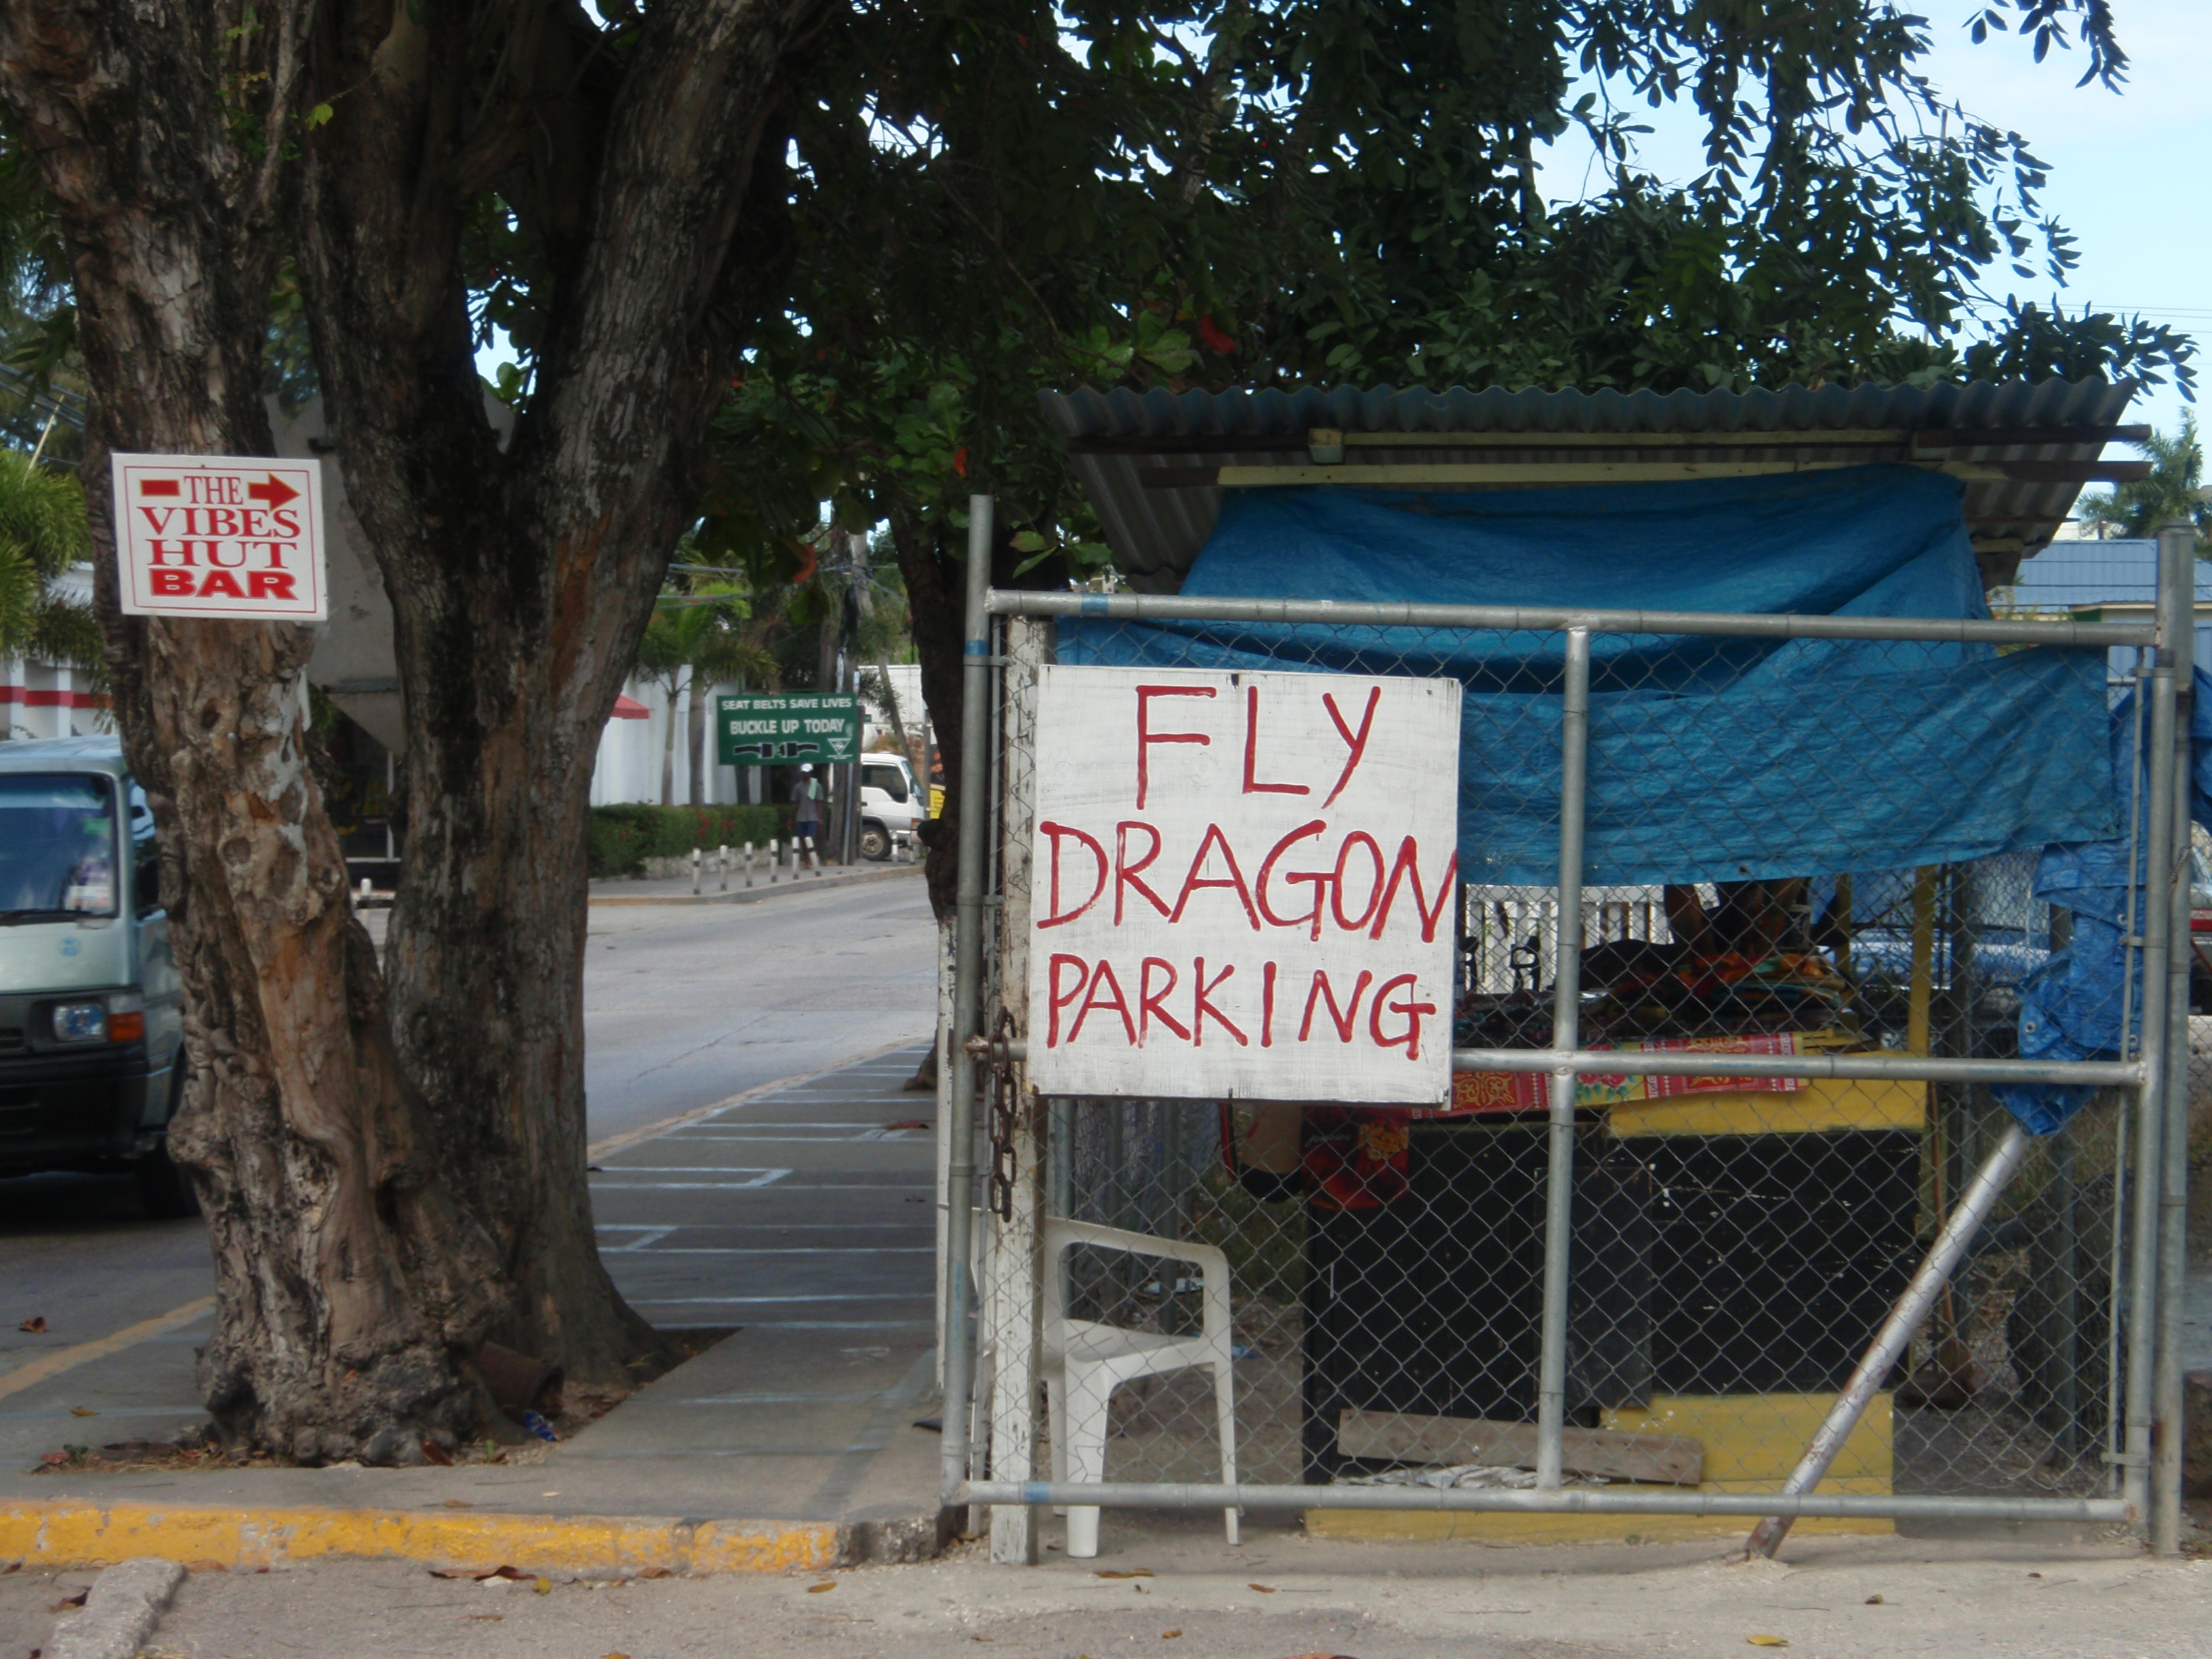 THE
VIBES
HUT
BAR
SEAT BELTS SAVE LIVES
BUCKLE UP TODAY
FLY
DRAGON
PARKING